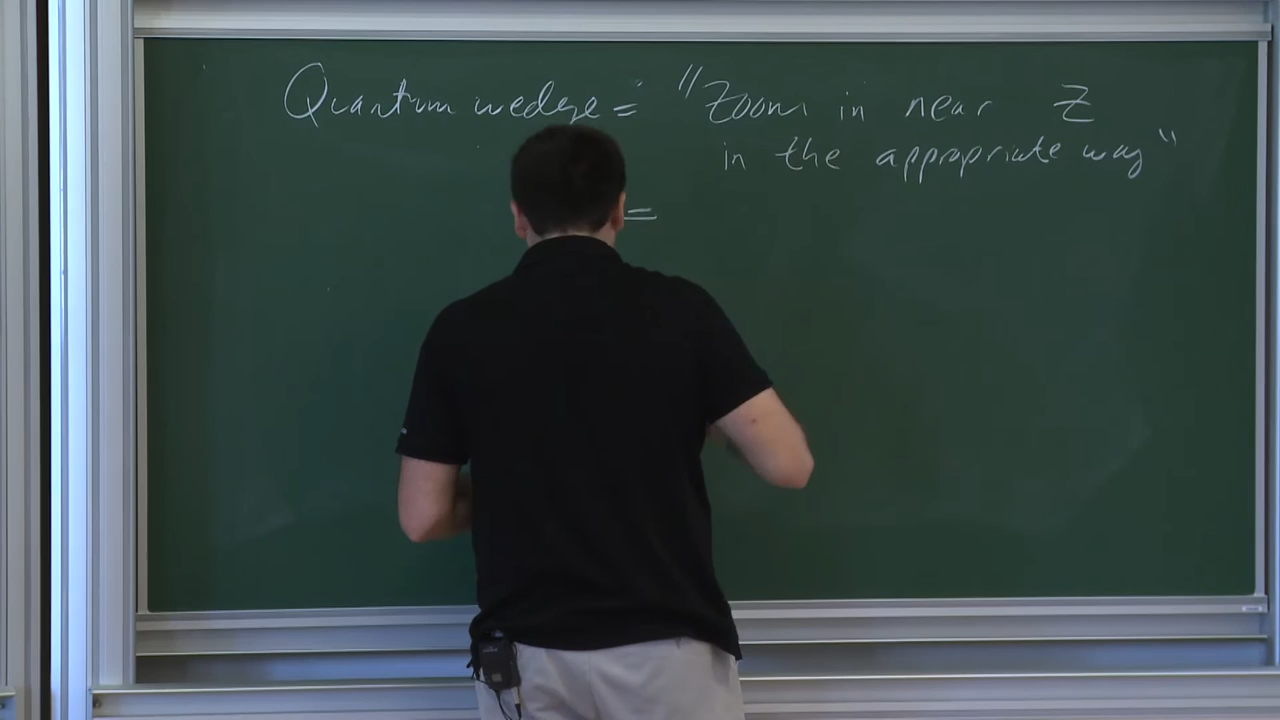 Quantum wedge = "Zoom in near z
in the appropriate way"
=